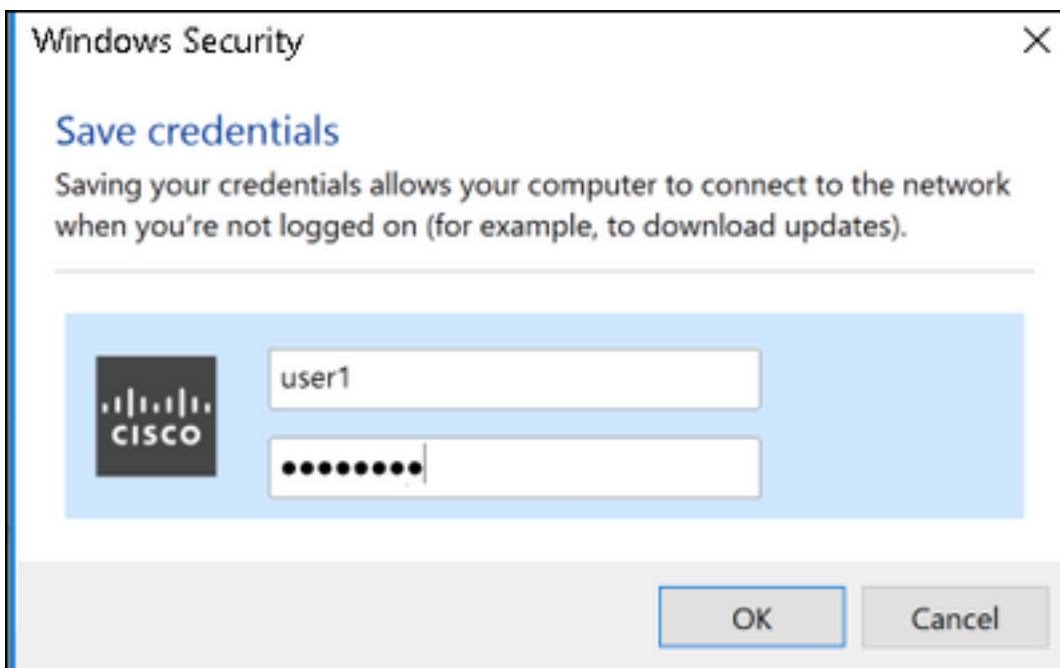 Windows Security
Save credentials
Saving your credentials allows your computer to connect to the network
when you're not logged on (for example, to download updates).
CISCO
user1
●●●●●●●●
OK
Cancel